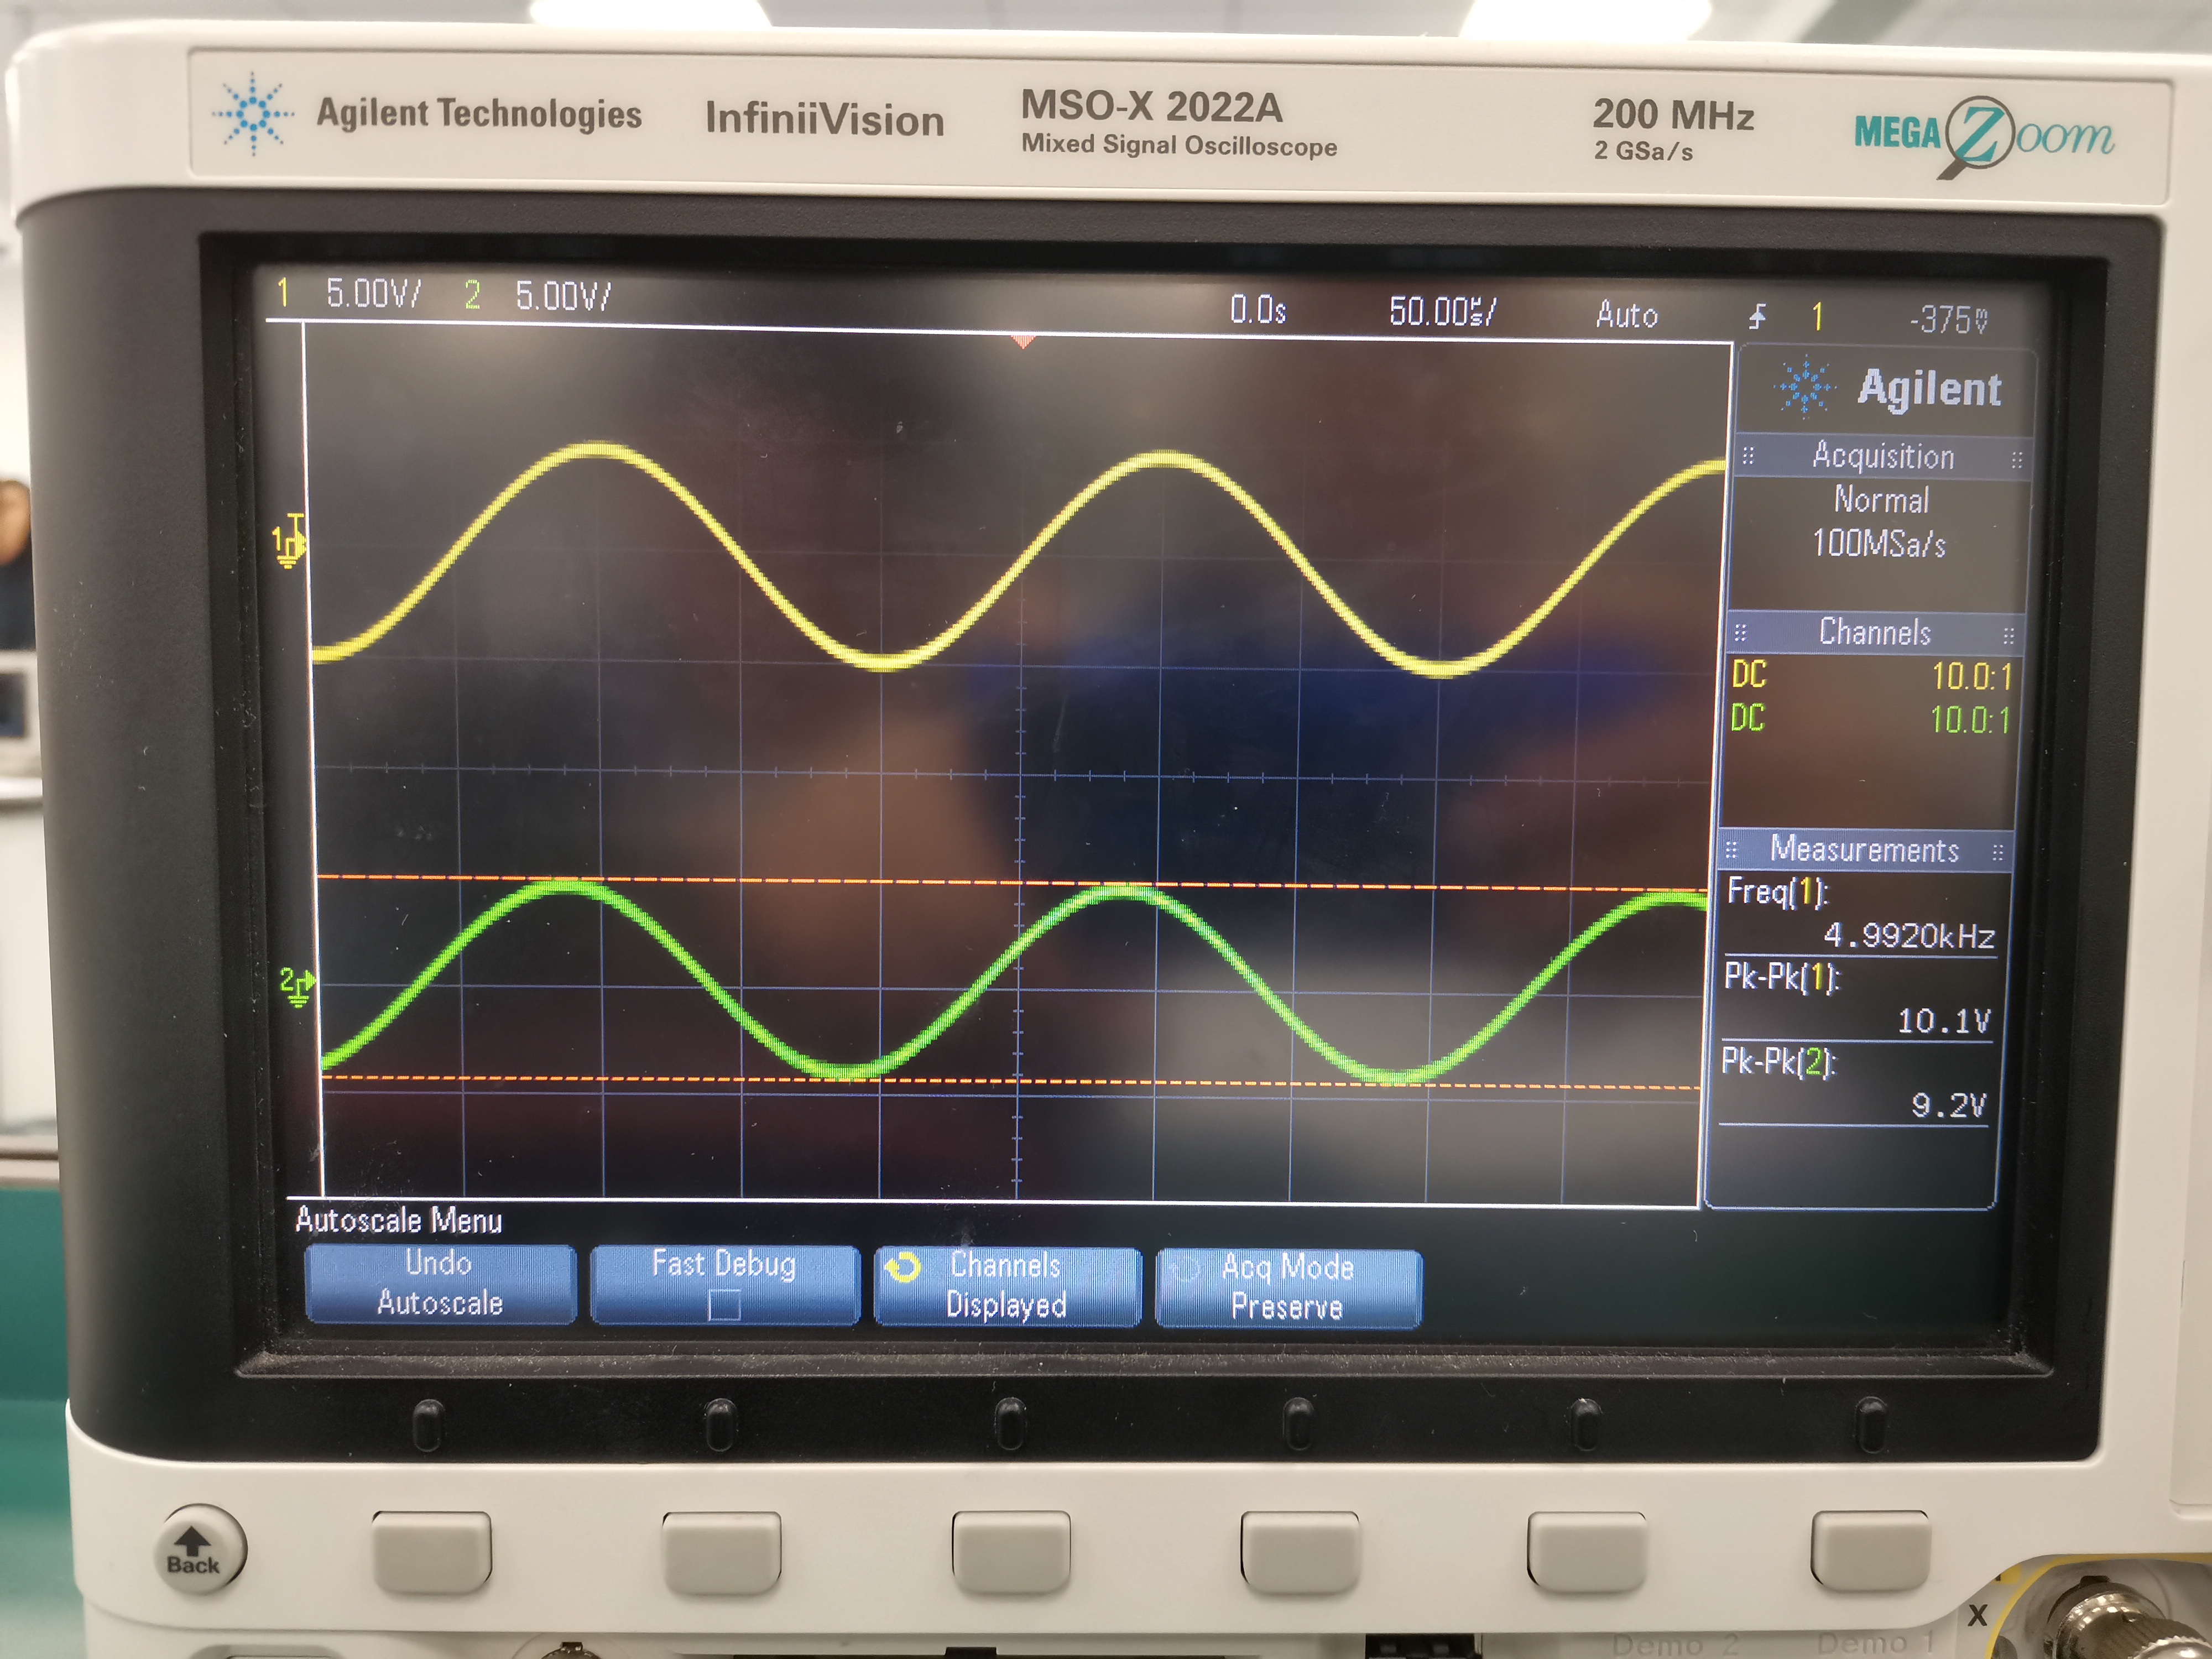 Agilent Technologies InfiniiVision MSO-X 2022A 200 MHz MEGA Zoom
Mixed Signal Oscilloscope 2 GSa/s
1 5.00V/ 2 5.00V/ 0.0s 50.00µs/ Auto 1 -375mV
Agilent
Acquisition
Normal
100MSa/s
Channels
DC 10.0:1
DC 10.0:1
Measurements
Freq(1):
4.9920kHz
Pk-Pk(1):
10.1V
Pk-Pk(2):
9.2V
T
1
2
Autoscale Menu
Undo
Autoscale
Fast Debug
Channels
Displayed
Acq Mode
Preserve
Back
X
Demo 2 Demo 1